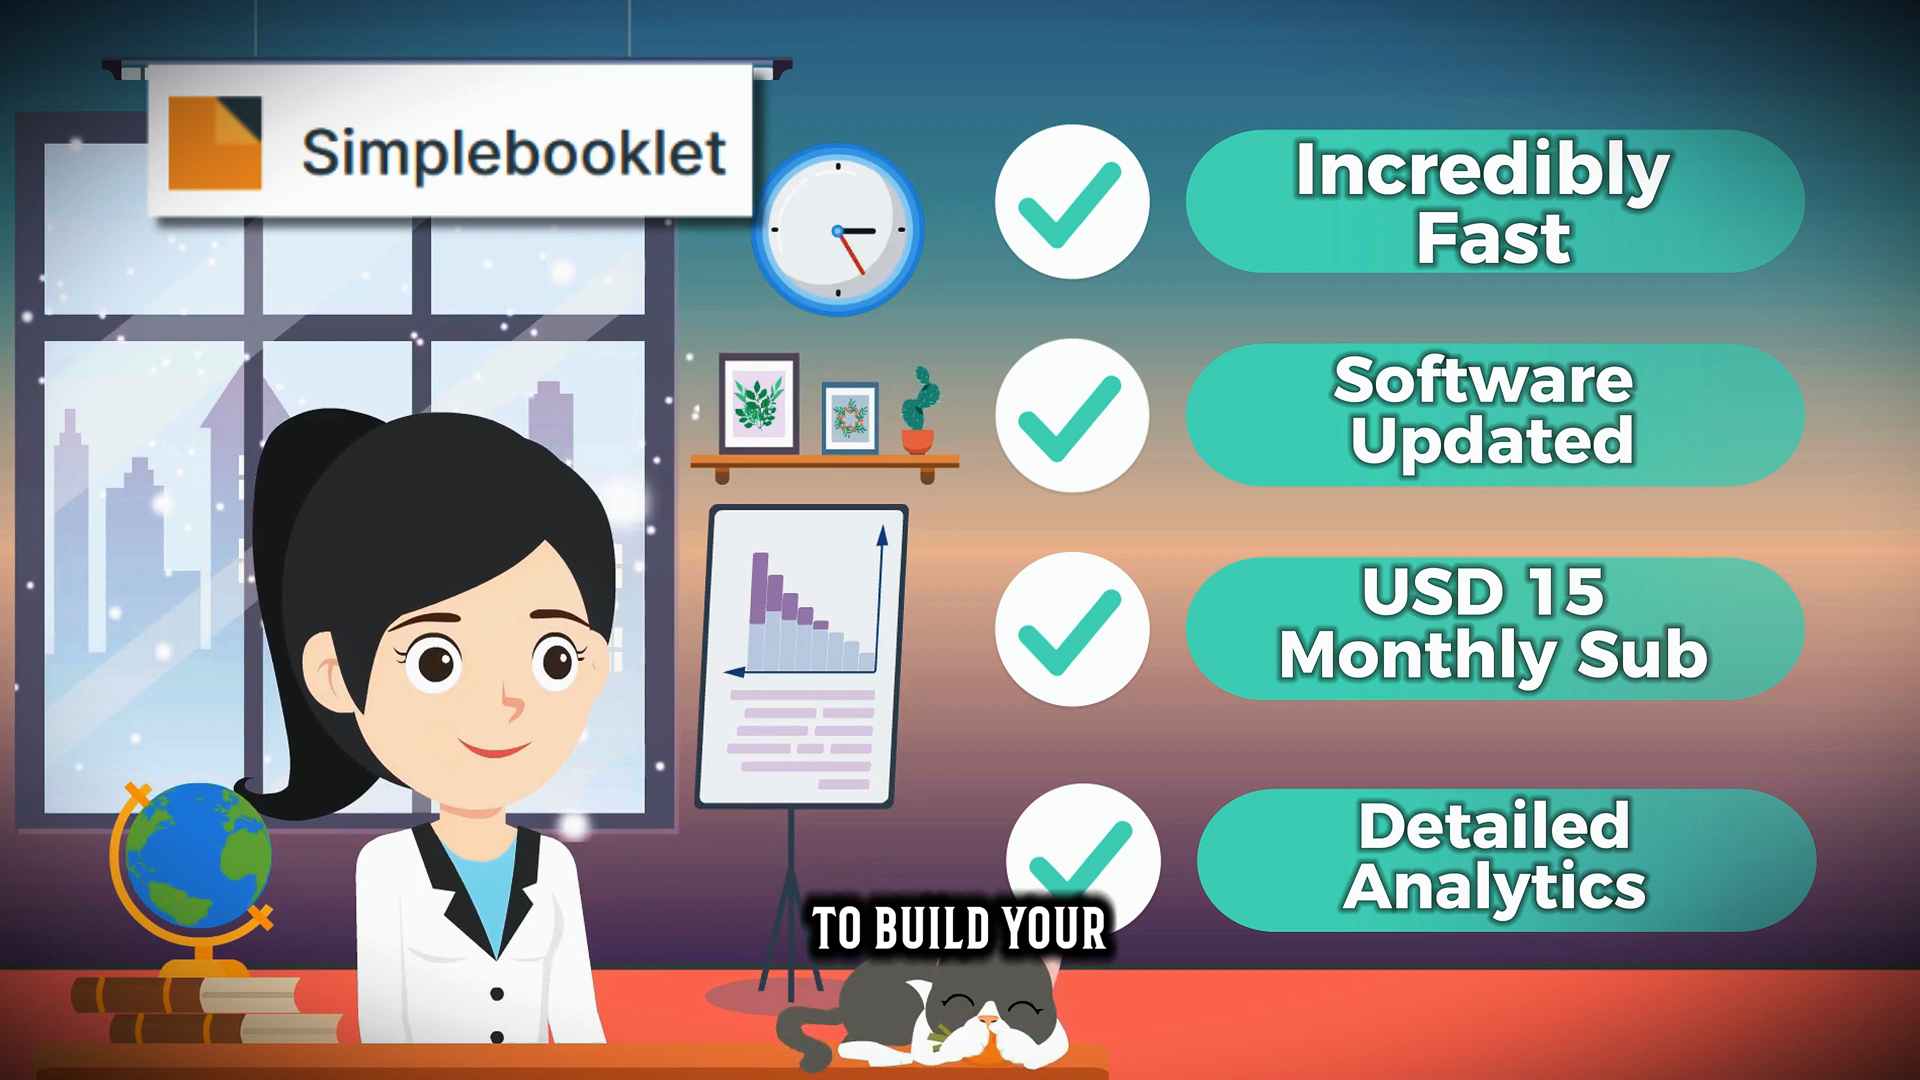 Simplebooklet
Incredibly
Fast
Software
Updated
USD 15
Monthly Sub
Detailed
Analytics
TO BUILD YOUR